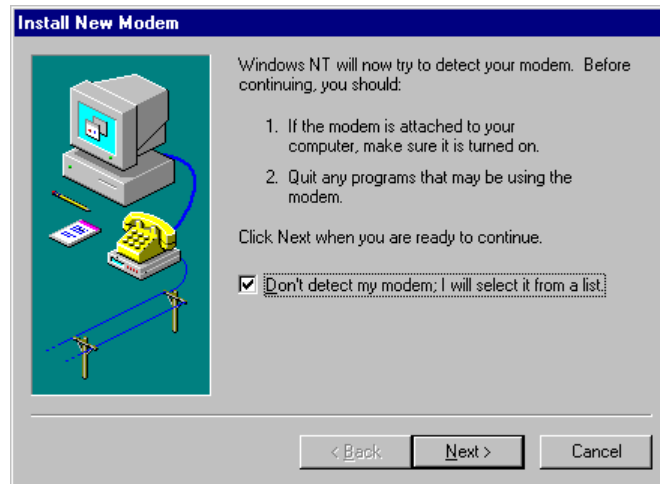 Install New Modem
Windows NT will now try to detect your modem.  Before
continuing, you should:
1.  If the modem is attached to your
computer, make sure it is turned on.
2.  Quit any programs that may be using the
modem.
Click Next when you are ready to continue.
Don't detect my modem; I will select it from a list.
< Back
Next >
Cancel